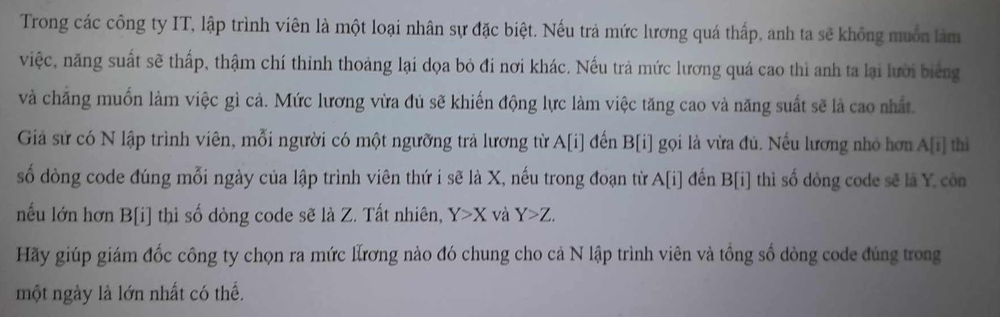 Trong các công ty IT, lập trình viên là một loại nhân sự đặc biệt. Nếu trả mức lương quá thấp, anh ta sẽ không muốn làm
việc, năng suất sẽ thấp, thậm chí thỉnh thoảng lại dọa bỏ đi nơi khác. Nếu trả mức lương quá cao thì anh ta lại lười biếng
và chẳng muốn làm việc gì cả. Mức lương vừa đủ sẽ khiến động lực làm việc tăng cao và năng suất sẽ là cao nhất.
Giả sử có N lập trình viên, mỗi người có một ngưỡng trả lương từ A[i] đến B[i] gọi là vừa đủ. Nếu lương nhỏ hơn A[i] thì
số dòng code đúng mỗi ngày của lập trình viên thứ i sẽ là X, nếu trong đoạn từ A[i] đến B[i] thì số dòng code sẽ là Y, còn
nếu lớn hơn B[i] thì số dòng code sẽ là Z. Tất nhiên, Y>X và Y>Z.
Hãy giúp giám đốc công ty chọn ra mức lương nào đó chung cho cả N lập trình viên và tổng số dòng code đúng trong
một ngày là lớn nhất có thể.